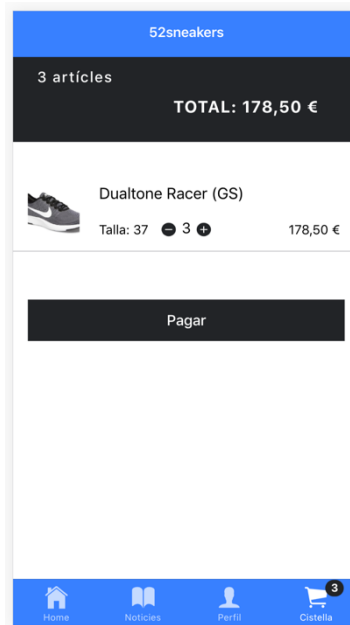 52sneakers
3 artícles
TOTAL: 178,50 €
Dualtone Racer (GS)
Talla: 37 3 178,50 €
Pagar
3
Home Noticies Perfil Cistella